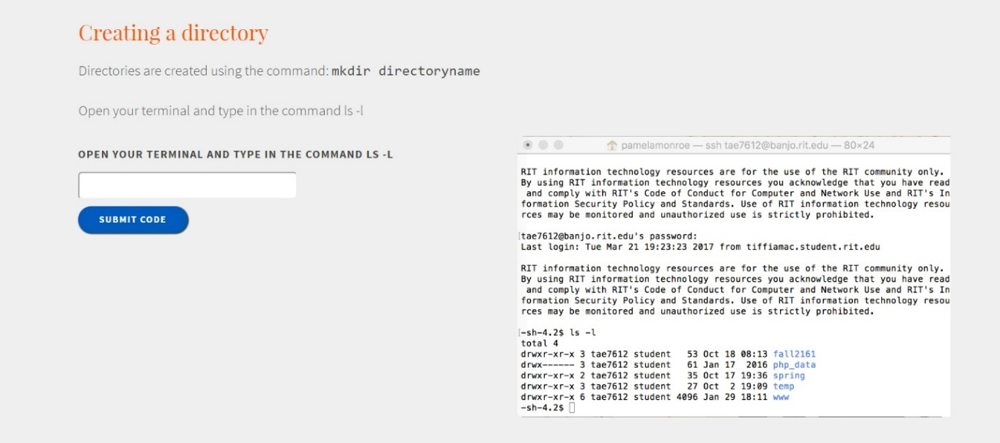 Creating a directory
Directories are created using the command: mkdir directoryname
Open your terminal and type in the command ls -l
OPEN YOUR TERMINAL AND TYPE IN THE COMMAND LS -L
SUBMIT CODE
pamelamonroe — ssh tae7612@banjo.rit.edu — 80×24
RIT information technology resources are for the use of the RIT community only.
By using RIT information technology resources you acknowledge that you have read
 and comply with RIT's Code of Conduct for Computer and Network Use and RIT's In
formation Security Policy and Standards. Use of RIT information technology resou
rces may be monitored and unauthorized use is strictly prohibited.
[tae7612@banjo.rit.edu's password:
Last login: Tue Mar 21 19:23:23 2017 from tiffiamac.student.rit.edu
RIT information technology resources are for the use of the RIT community only.
By using RIT information technology resources you acknowledge that you have read
 and comply with RIT's Code of Conduct for Computer and Network Use and RIT's In
formation Security Policy and Standards. Use of RIT information technology resou
rces may be monitored and unauthorized use is strictly prohibited.
[-sh-4.2$ ls -l
total 4
drwxr-xr-x 3 tae7612 student   53 Oct 18 08:13 fall2161
drwx------ 3 tae7612 student   61 Jan 17  2016 php_data
drwxr-xr-x 2 tae7612 student   35 Oct 17 19:36 spring
drwxr-xr-x 3 tae7612 student   27 Oct  2 19:09 temp
drwxr-xr-x 6 tae7612 student 4096 Jan 29 18:11 www
-sh-4.2$